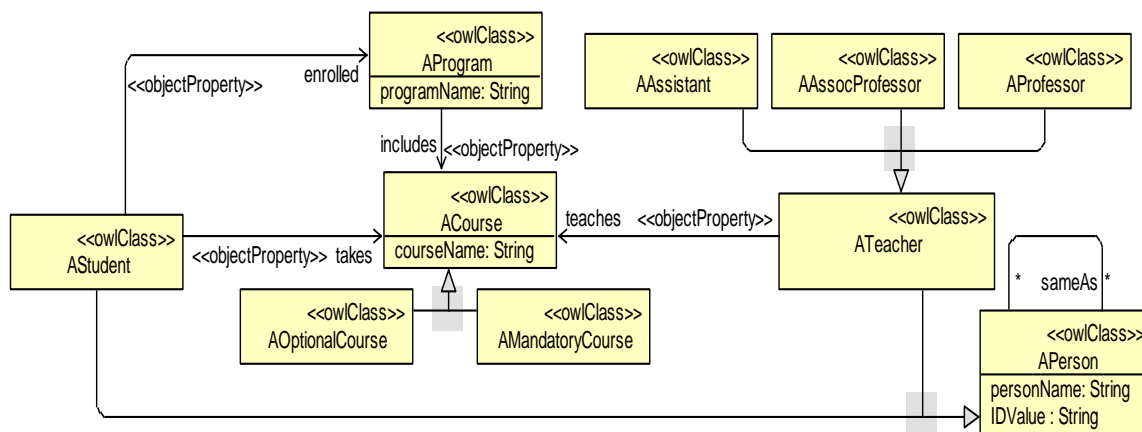 <<owlClass>>
AProgram
programName: String
<<owlClass>>
AAssistant
<<owlClass>>
AAssocProfessor
<<owlClass>>
AProfessor
enrolled
<<objectProperty>>
includes
<<objectProperty>>
<<owlClass>>
ACourse
courseName: String
teaches <<objectProperty>>
<<owlClass>>
ATeacher
<<owlClass>>
AStudent
<<objectProperty>> takes
* sameAs *
<<owlClass>>
AOptionalCourse
<<owlClass>>
AMandatoryCourse
<<owlClass>>
APerson
personName: String
IDValue : String